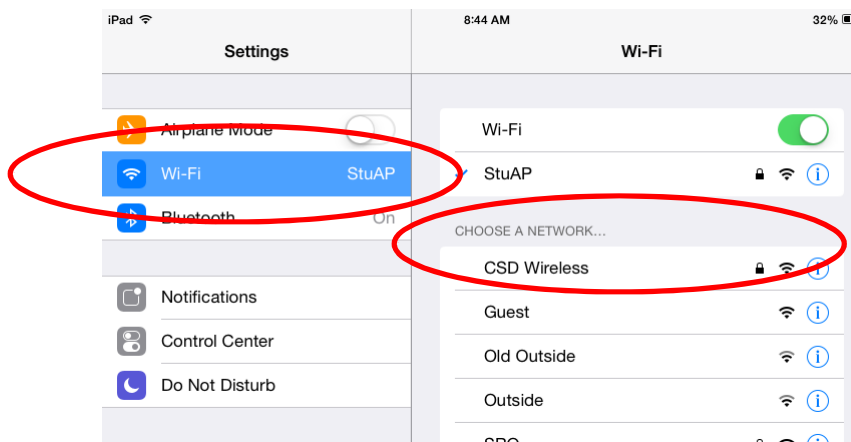 iPad 8:44 AM 32%
Settings
Wi-Fi
Airplane Mode
Wi-Fi StuAP
Bluetooth On
Notifications
Control Center
Do Not Disturb
Wi-Fi
StuAP
CHOOSE A NETWORK...
CSD Wireless
Guest
Old Outside
Outside